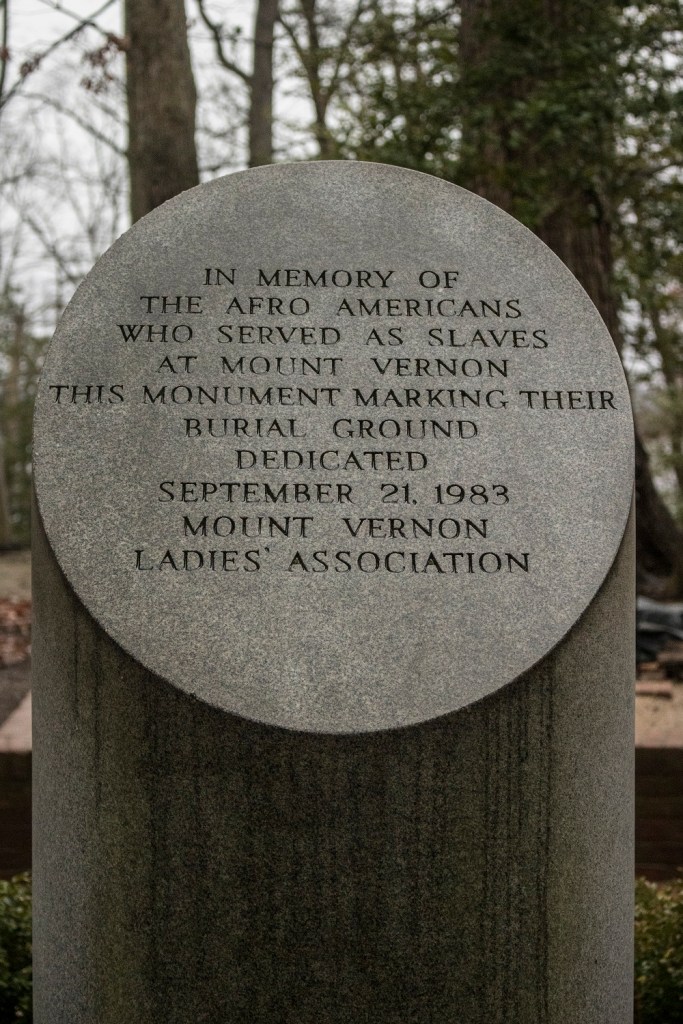 IN MEMORY OF
THE AFRO AMERICANS
WHO SERVED AS SLAVES
AT MOUNT VERNON
THIS MONUMENT MARKING THEIR
BURIAL GROUND
DEDICATED
SEPTEMBER 21, 1983
MOUNT VERNON
LADIES' ASSOCIATION